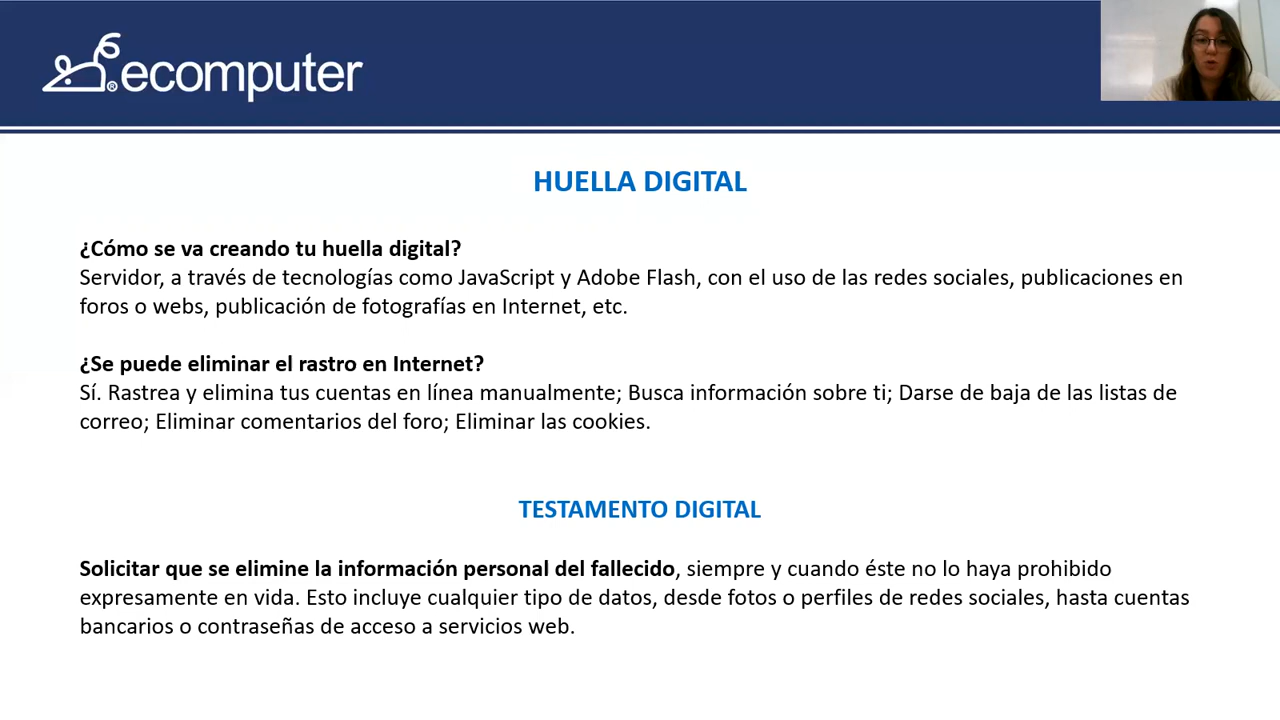 ecomputer
HUELLA DIGITAL
¿Cómo se va creando tu huella digital?
Servidor, a través de tecnologías como JavaScript y Adobe Flash, con el uso de las redes sociales, publicaciones en
foros o webs, publicación de fotografías en Internet, etc.
¿Se puede eliminar el rastro en Internet?
Sí. Rastrea y elimina tus cuentas en línea manualmente; Busca información sobre ti; Darse de baja de las listas de
correo; Eliminar comentarios del foro; Eliminar las cookies.
TESTAMENTO DIGITAL
Solicitar que se elimine la información personal del fallecido, siempre y cuando éste no lo haya prohibido
expresamente en vida. Esto incluye cualquier tipo de datos, desde fotos o perfiles de redes sociales, hasta cuentas
bancarios o contraseñas de acceso a servicios web.